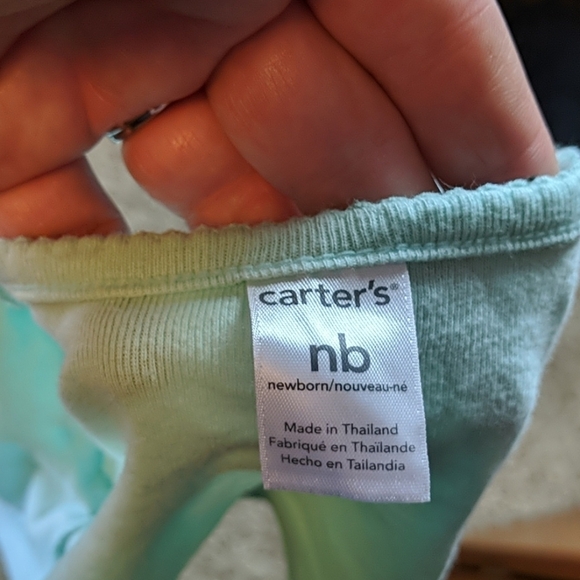 carter's®
nb
newborn/nouveau-né
Made in Thailand
Fabriqué en Thaïlande
Hecho en Tailandia